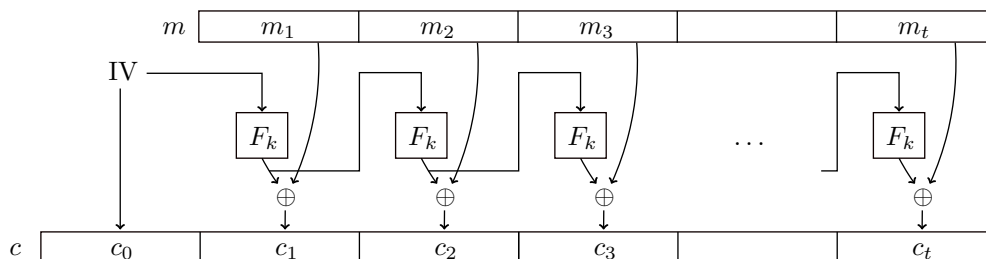 m m₁ m₂ m₃ mₜ
IV
Fₖ Fₖ Fₖ ... Fₖ
⊕ ⊕ ⊕ ⊕
c c₀ c₁ c₂ c₃ cₜ